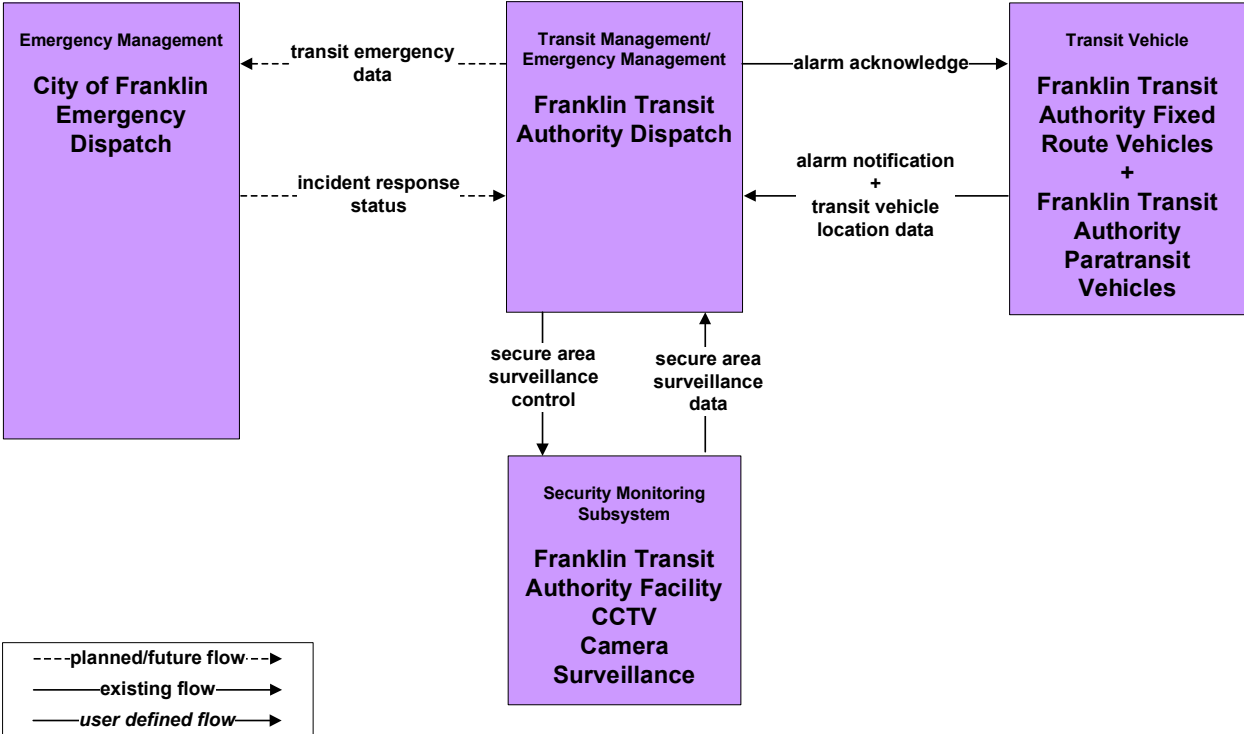 Emergency Management
City of Franklin
Emergency
Dispatch
transit emergency
data
incident response
status
Transit Management/
Emergency Management
Franklin Transit
Authority Dispatch
alarm acknowledge
alarm notification
+
transit vehicle
location data
Transit Vehicle
Franklin Transit
Authority Fixed
Route Vehicles
+
Franklin Transit
Authority
Paratransit
Vehicles
secure area
surveillance
control
secure area
surveillance
data
Security Monitoring
Subsystem
Franklin Transit
Authority Facility
CCTV
Camera
Surveillance
planned/future flow
existing flow
user defined flow